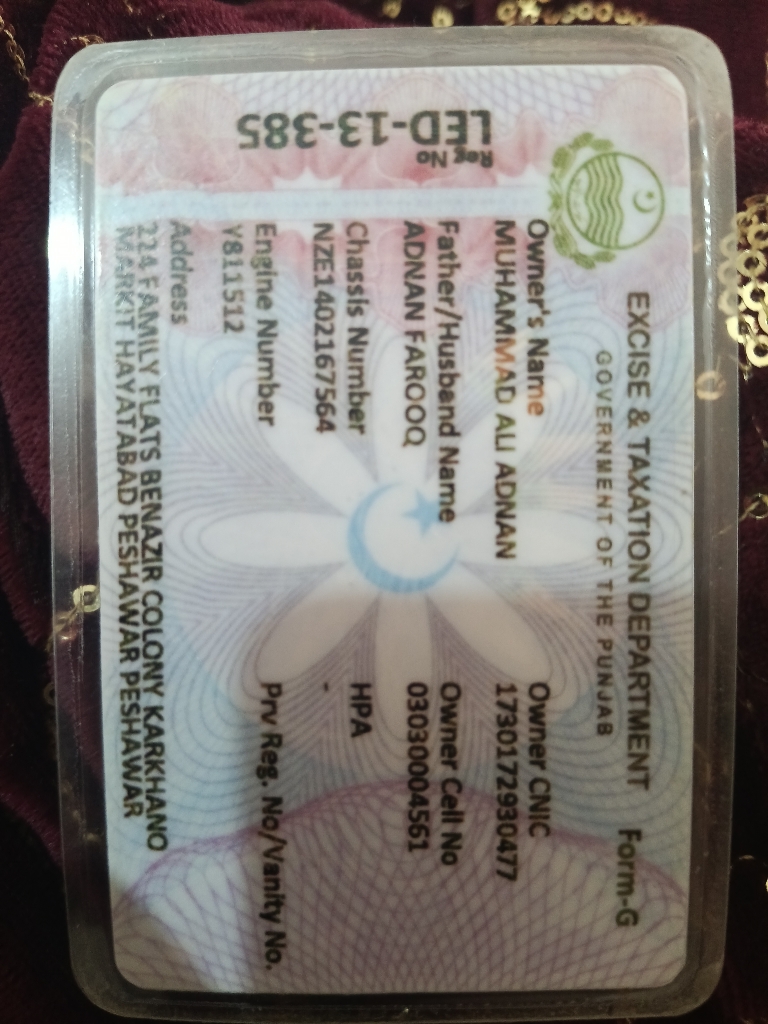 EXCISE & TAXATION DEPARTMENT Form-G
GOVERNMENT OF THE PUNJAB
Reg No
LED-13-385
Owner's Name
MUHAMMAD ALI ADNAN
Owner CNIC
1730172930477
Father/Husband Name
ADNAN FAROOQ
Owner Cell No
03030004561
Chassis Number
NZE1402167564
HPA
-
Engine Number
Y811512
Prv Reg. No/Vanity No.
Address
224 FAMILY FLATS BENAZIR COLONY KARKHANO
MARKIT HAYATABAD PESHAWAR PESHAWAR